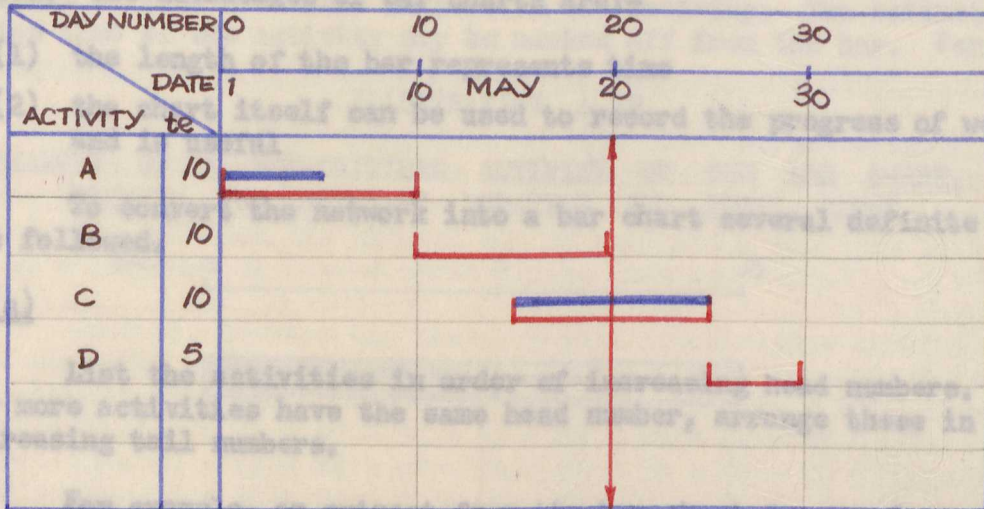 DAY NUMBER 0 10 20 30
DATE 1 10 MAY 20 30
ACTIVITY te
A 10
B 10
C 10
D 5
(1) the length of the bar represents time
(2) the chart itself can be used to record the progress of
and is useful
To convert the network into a bar chart several definite
followed.
List the activities in order of increasing head numbers.
more activities have the same head number, arrange these in
tail numbers.